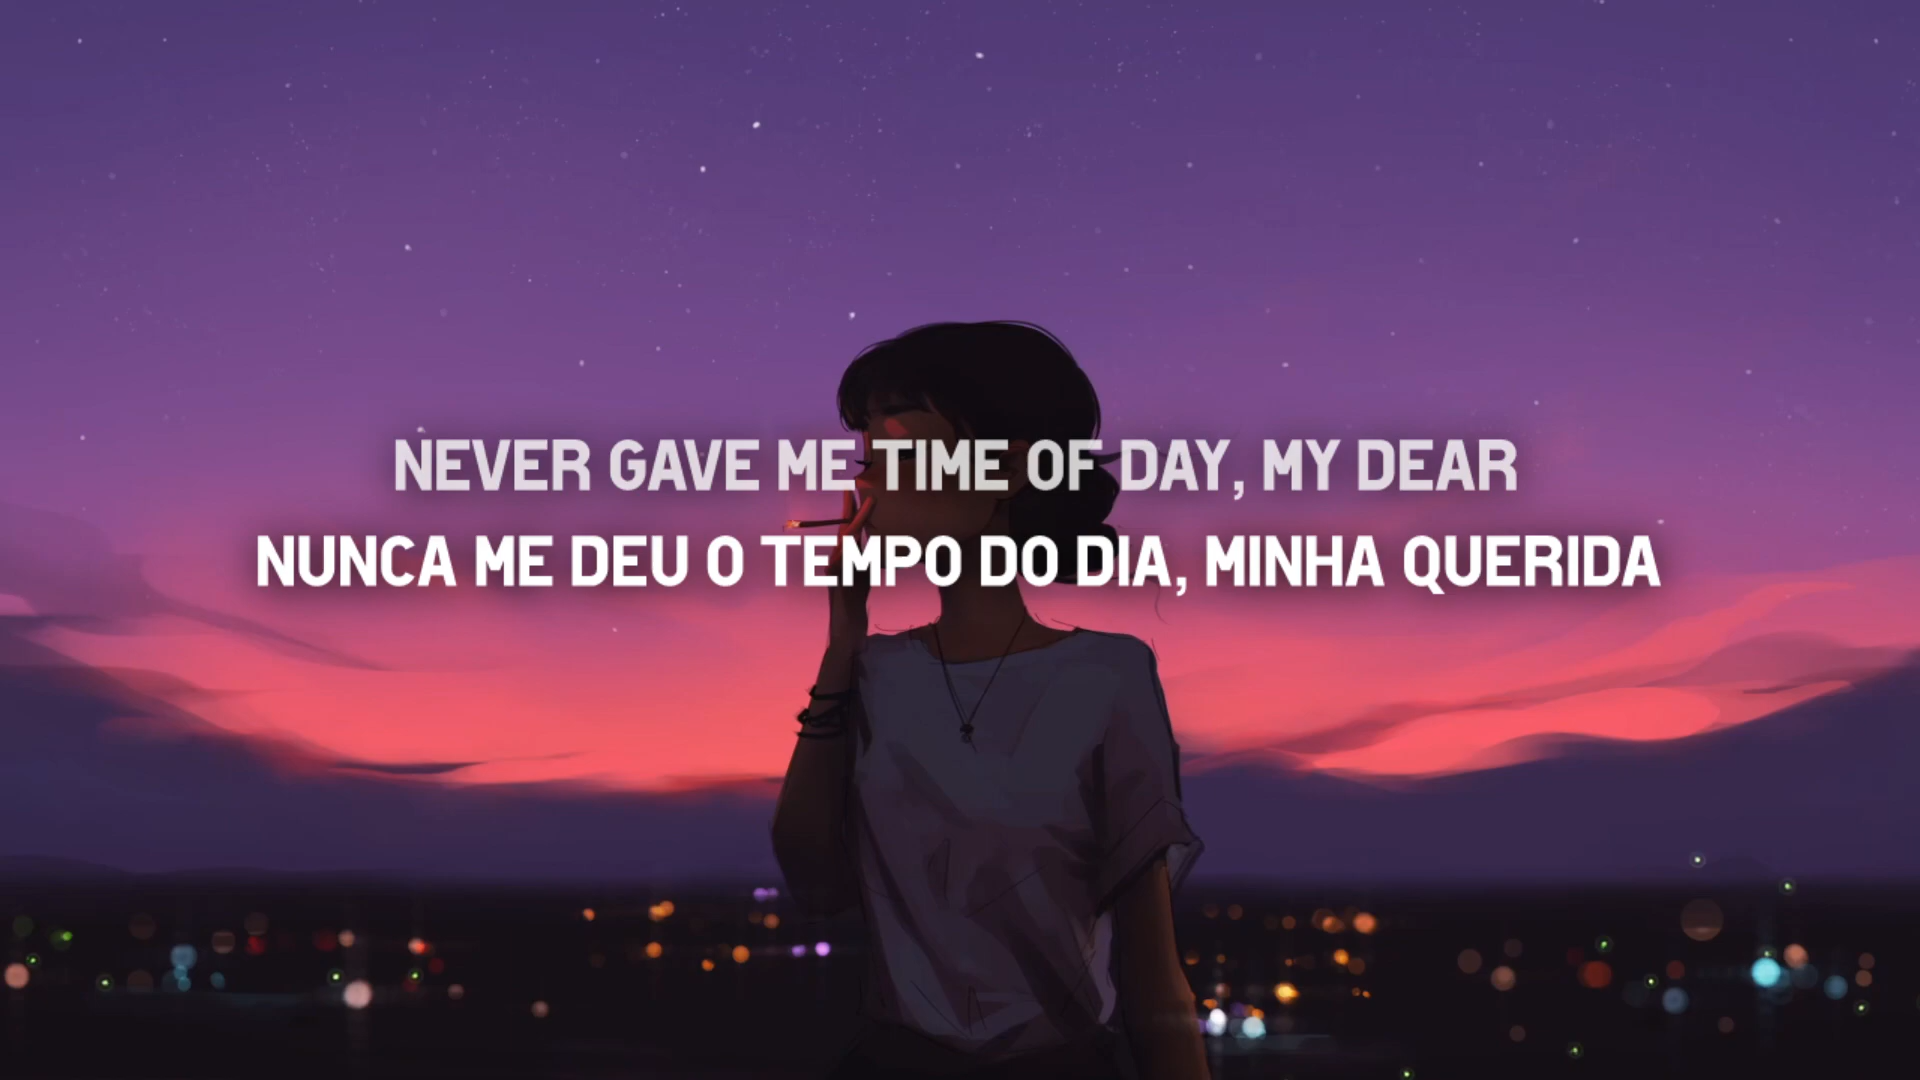 NEVER GAVE ME TIME OF DAY, MY DEAR
NUNCA ME DEU O TEMPO DO DIA, MINHA QUERIDA